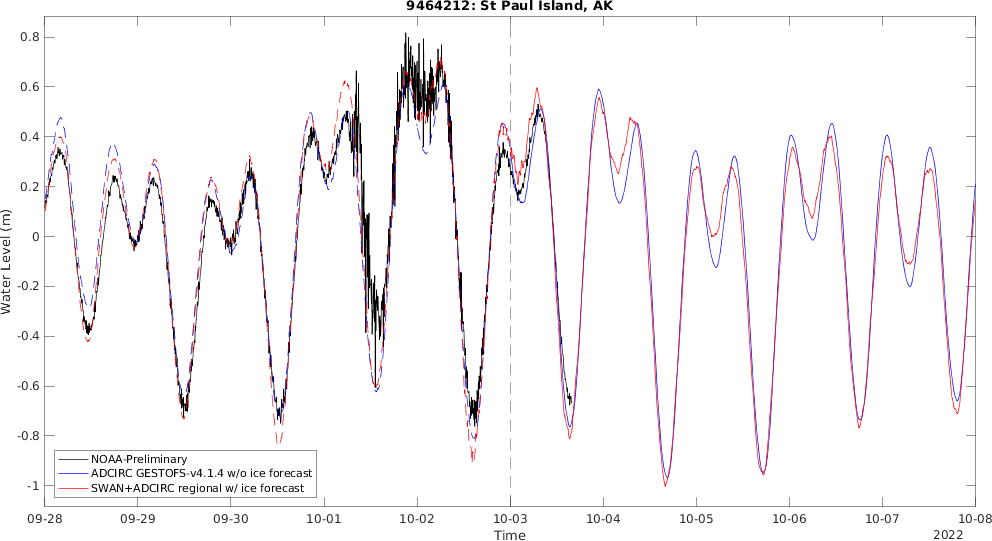 9464212: St Paul Island, AK
Water Level (m)
0.8
0.6
0.4
0.2
0
-0.2
-0.4
-0.6
-0.8
-1
NOAA-Preliminary
ADCIRC GESTOFS-v4.1.4 w/o ice forecast
SWAN+ADCIRC regional w/ ice forecast
09-28 09-29 09-30 10-01 10-02 10-03 10-04 10-05 10-06 10-07 10-08
Time
2022